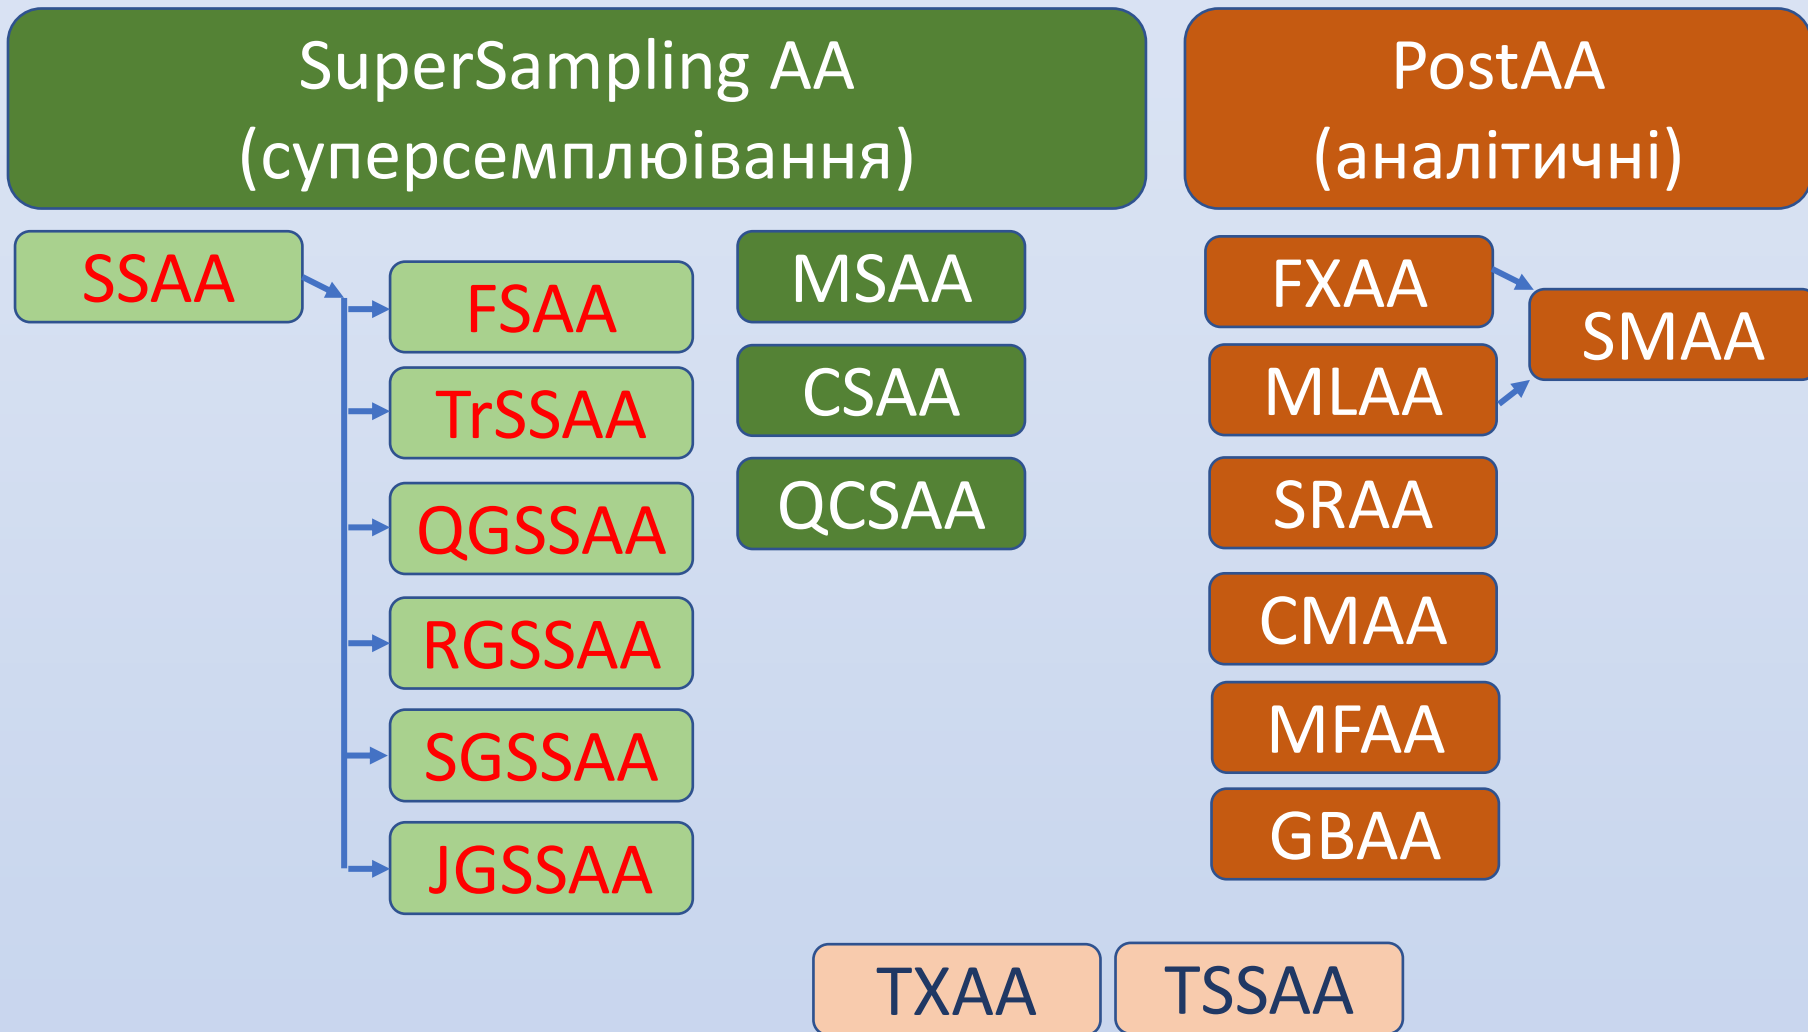 SuperSampling AA
(суперсемплюівання)
PostAA
(аналітичні)
SSAA
FSAA
TrSSAA
QGSSAA
RGSSAA
SGSSAA
JGSSAA
MSAA
CSAA
QCSAA
FXAA
MLAA
SRAA
CMAA
MFAA
GBAA
SMAA
TXAA
TSSAA